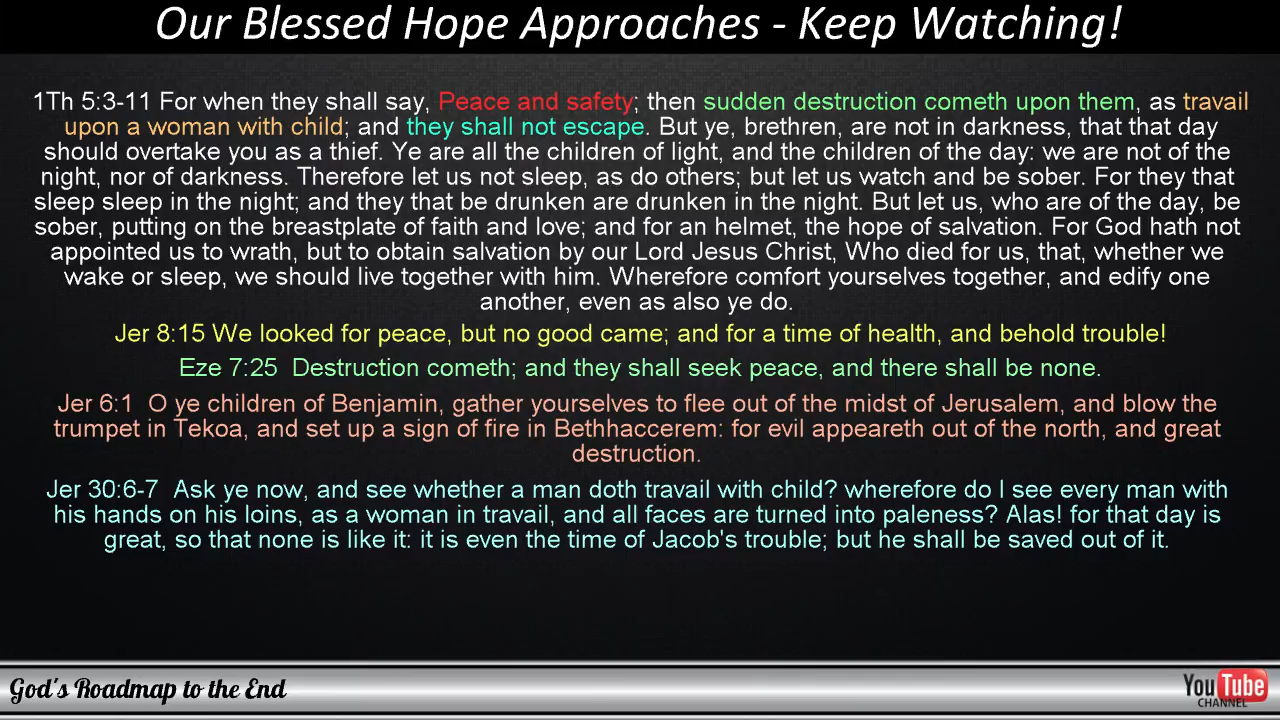 Our Blessed Hope Approaches - Keep Watching!
1Th 5:3-11 For when they shall say, Peace and safety; then sudden destruction cometh upon them, as travail
upon a woman with child; and they shall not escape. But ye, brethren, are not in darkness, that that day
should overtake you as a thief. Ye are all the children of light, and the children of the day: we are not of the
night, nor of darkness. Therefore let us not sleep, as do others; but let us watch and be sober. For they that
sleep sleep in the night; and they that be drunken are drunken in the night. But let us, who are of the day, be
sober, putting on the breastplate of faith and love; and for an helmet, the hope of salvation. For God hath not
appointed us to wrath, but to obtain salvation by our Lord Jesus Christ, Who died for us, that, whether we
wake or sleep, we should live together with him. Wherefore comfort yourselves together, and edify one
another, even as also ye do.
Jer 8:15 We looked for peace, but no good came; and for a time of health, and behold trouble!
Eze 7:25 Destruction cometh; and they shall seek peace, and there shall be none.
Jer 6:1 O ye children of Benjamin, gather yourselves to flee out of the midst of Jerusalem, and blow the
trumpet in Tekoa, and set up a sign of fire in Bethhaccerem: for evil appeareth out of the north, and great
destruction.
Jer 30:6-7 Ask ye now, and see whether a man doth travail with child? wherefore do I see every man with
his hands on his loins, as a woman in travail, and all faces are turned into paleness? Alas! for that day is
great, so that none is like it: it is even the time of Jacob's trouble; but he shall be saved out of it.
God's Roadmap to the End
YouTube
CHANNEL